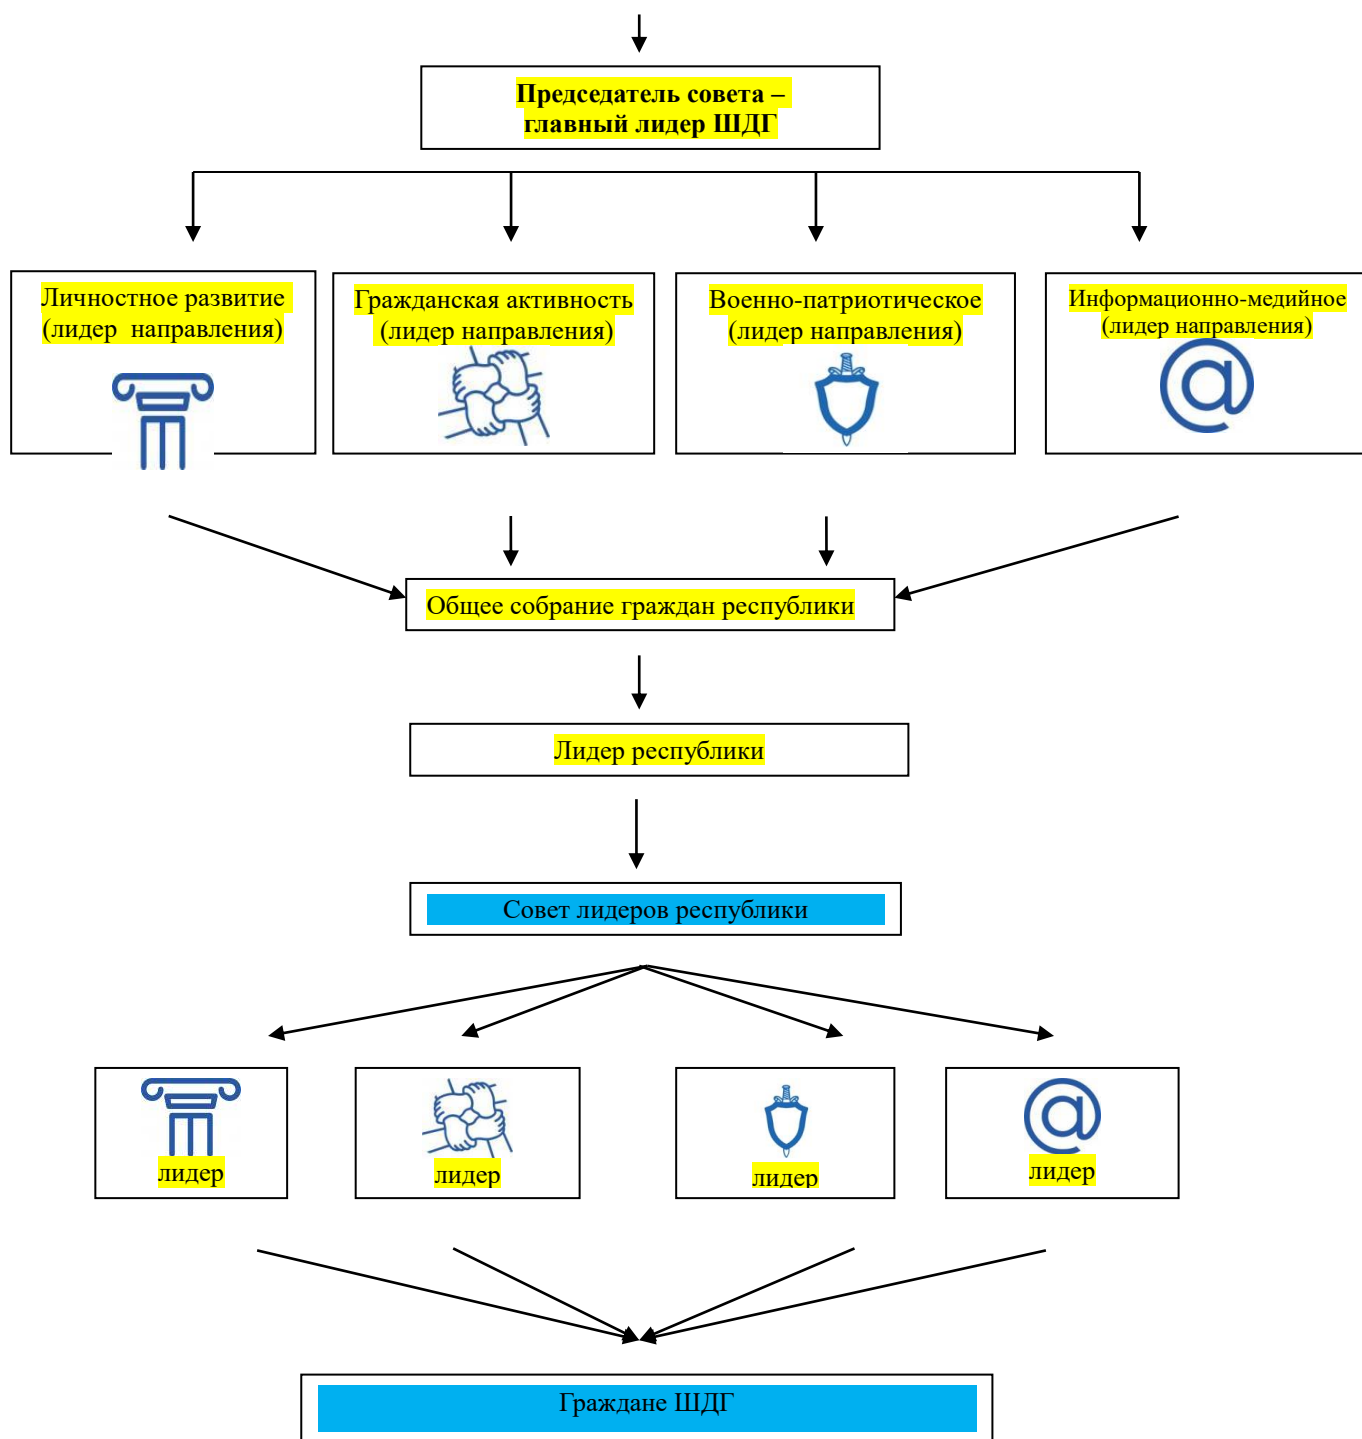 Председатель совета –
главный лидер ШДГ
Личностное развитие
(лидер направления)
Гражданская активность
(лидер направления)
Военно-патриотическое
(лидер направления)
Информационно-медийное
(лидер направления)
Общее собрание граждан республики
Лидер республики
Совет лидеров республики
лидер
лидер
лидер
лидер
Граждане ШДГ